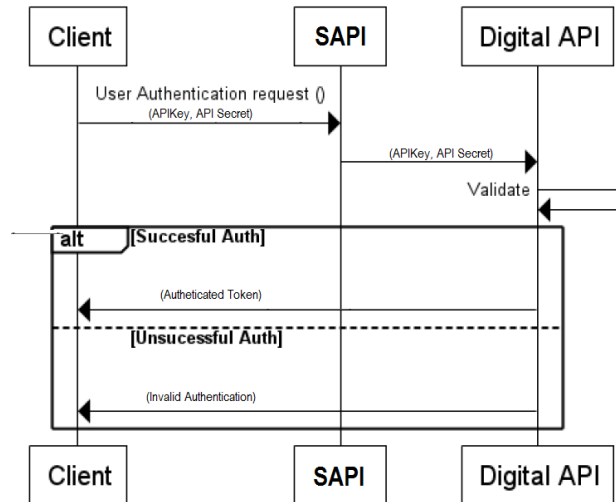 Client
SAPI
Digital API
User Authentication request ()
(APIKey, API Secret)
(APIKey, API Secret)
Validate
alt
[Succesful Auth]
(Autheticated Token)
[Unsucessful Auth]
(Invalid Authentication)
Client
SAPI
Digital API